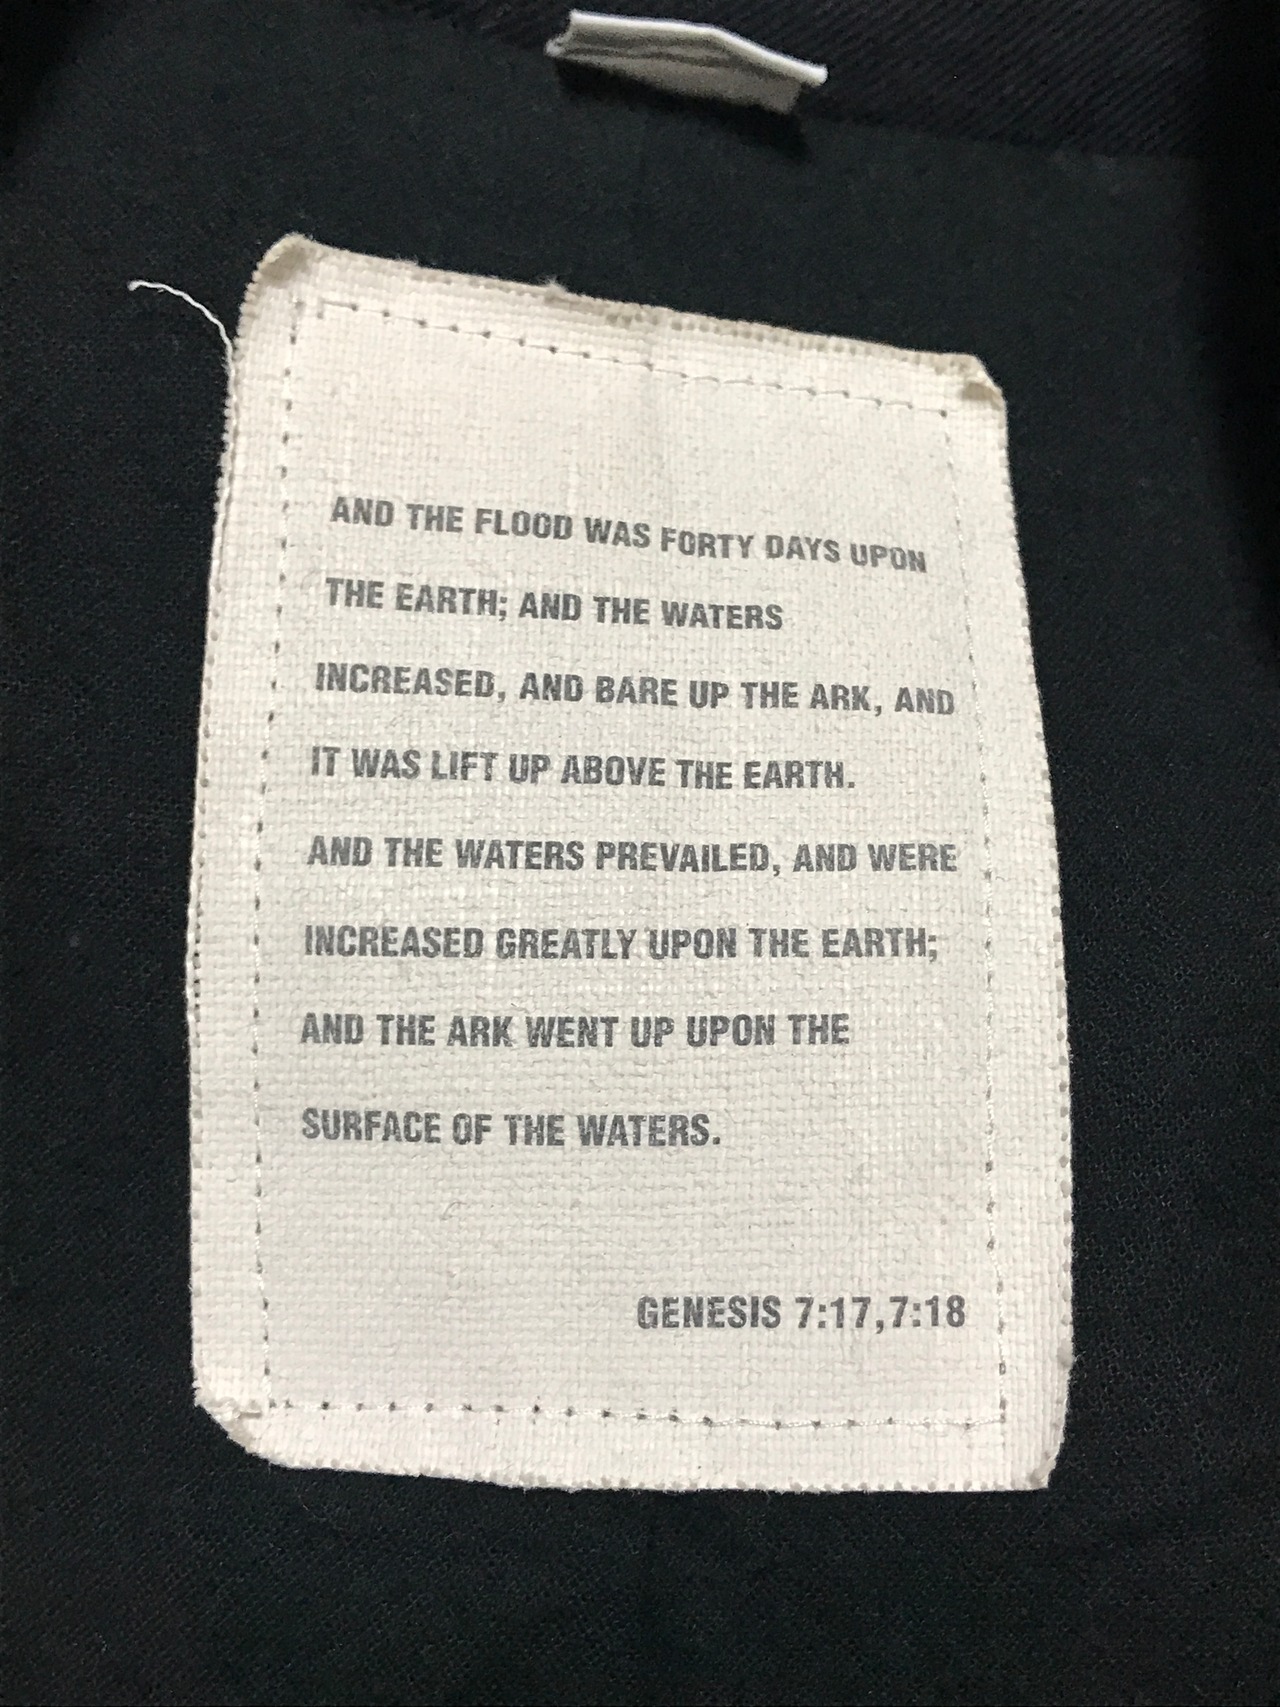 AND THE FLOOD WAS FORTY DAYS UPON
THE EARTH; AND THE WATERS
INCREASED, AND BARE UP THE ARK, AND
IT WAS LIFT UP ABOVE THE EARTH.
AND THE WATERS PREVAILED, AND WERE
INCREASED GREATLY UPON THE EARTH;
AND THE ARK WENT UP UPON THE
SURFACE OF THE WATERS.
GENESIS 7:17,7:18